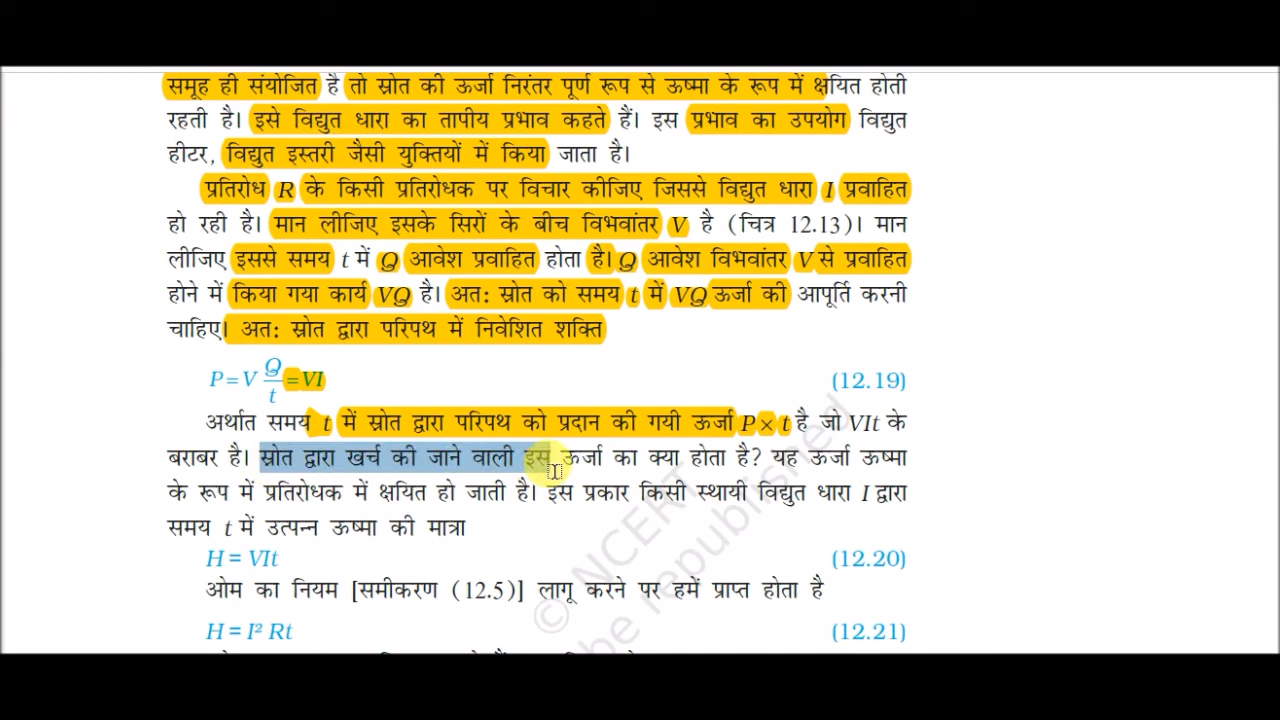 समूह ही संयोजित है तो स्रोत की ऊर्जा निरंतर पूर्ण रूप से ऊष्मा के रूप में क्षयित होती
रहती है। इसे विद्युत धारा का तापीय प्रभाव कहते हैं। इस प्रभाव का उपयोग विद्युत
हीटर, विद्युत इस्तरी जैसी युक्तियों में किया जाता है।
प्रतिरोध R के किसी प्रतिरोधक पर विचार कीजिए जिससे विद्युत धारा I प्रवाहित
हो रही है। मान लीजिए इसके सिरों के बीच विभवांतर V है (चित्र 12.13)। मान
लीजिए इससे समय t में Q आवेश प्रवाहित होता है। Q आवेश विभवांतर V से प्रवाहित
होने में किया गया कार्य VQ है। अत: स्रोत को समय t में VQ ऊर्जा की आपूर्ति करनी
चाहिए। अत: स्रोत द्वारा परिपथ में निवेशित शक्ति
P = V Q/t = VI (12.19)
अर्थात समय t में स्रोत द्वारा परिपथ को प्रदान की गयी ऊर्जा P × t है जो VIt के
बराबर है। स्रोत द्वारा खर्च की जाने वाली इस ऊर्जा का क्या होता है? यह ऊर्जा ऊष्मा
के रूप में प्रतिरोधक में क्षयित हो जाती है। इस प्रकार किसी स्थायी विद्युत धारा I द्वारा
समय t में उत्पन्न ऊष्मा की मात्रा
H = VIt (12.20)
ओम का नियम [समीकरण (12.5)] लागू करने पर हमें प्राप्त होता है
H = I² Rt (12.21)
© NCERT
be republished